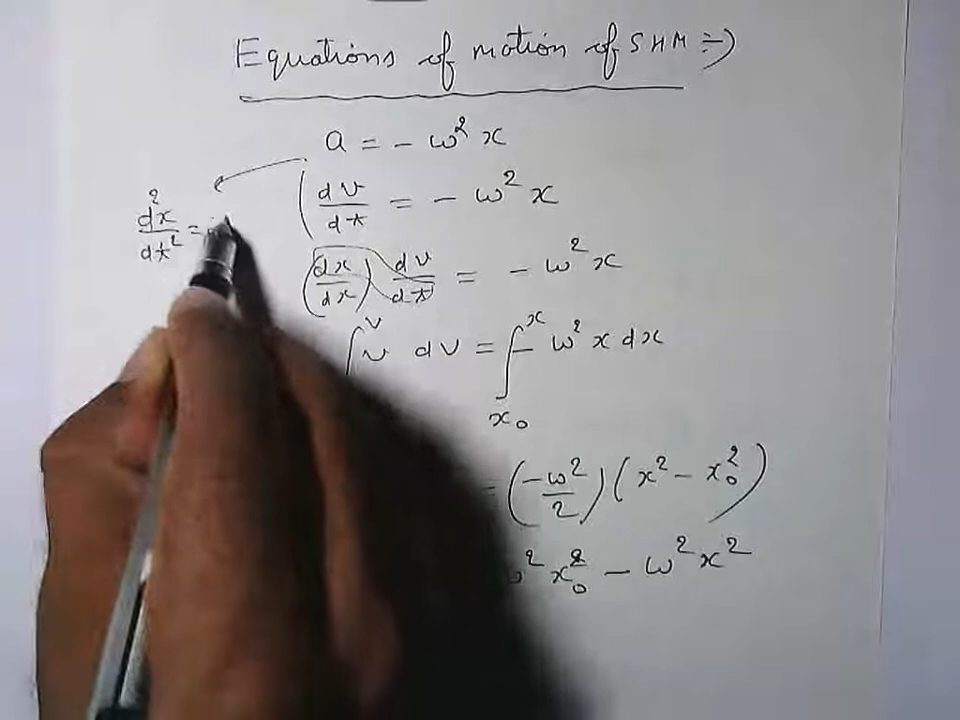 Equations of motion of SHM :-)
a = - ω² x
dv/dt = - ω² x
d²x/dt² =
(dx/dx) dv/dt = - ω² x
∫^v v dv = ∫_{x₀}^{x} - ω² x dx
= (-ω²/2) (x² - x₀²)
ω² x₀² - ω² x²